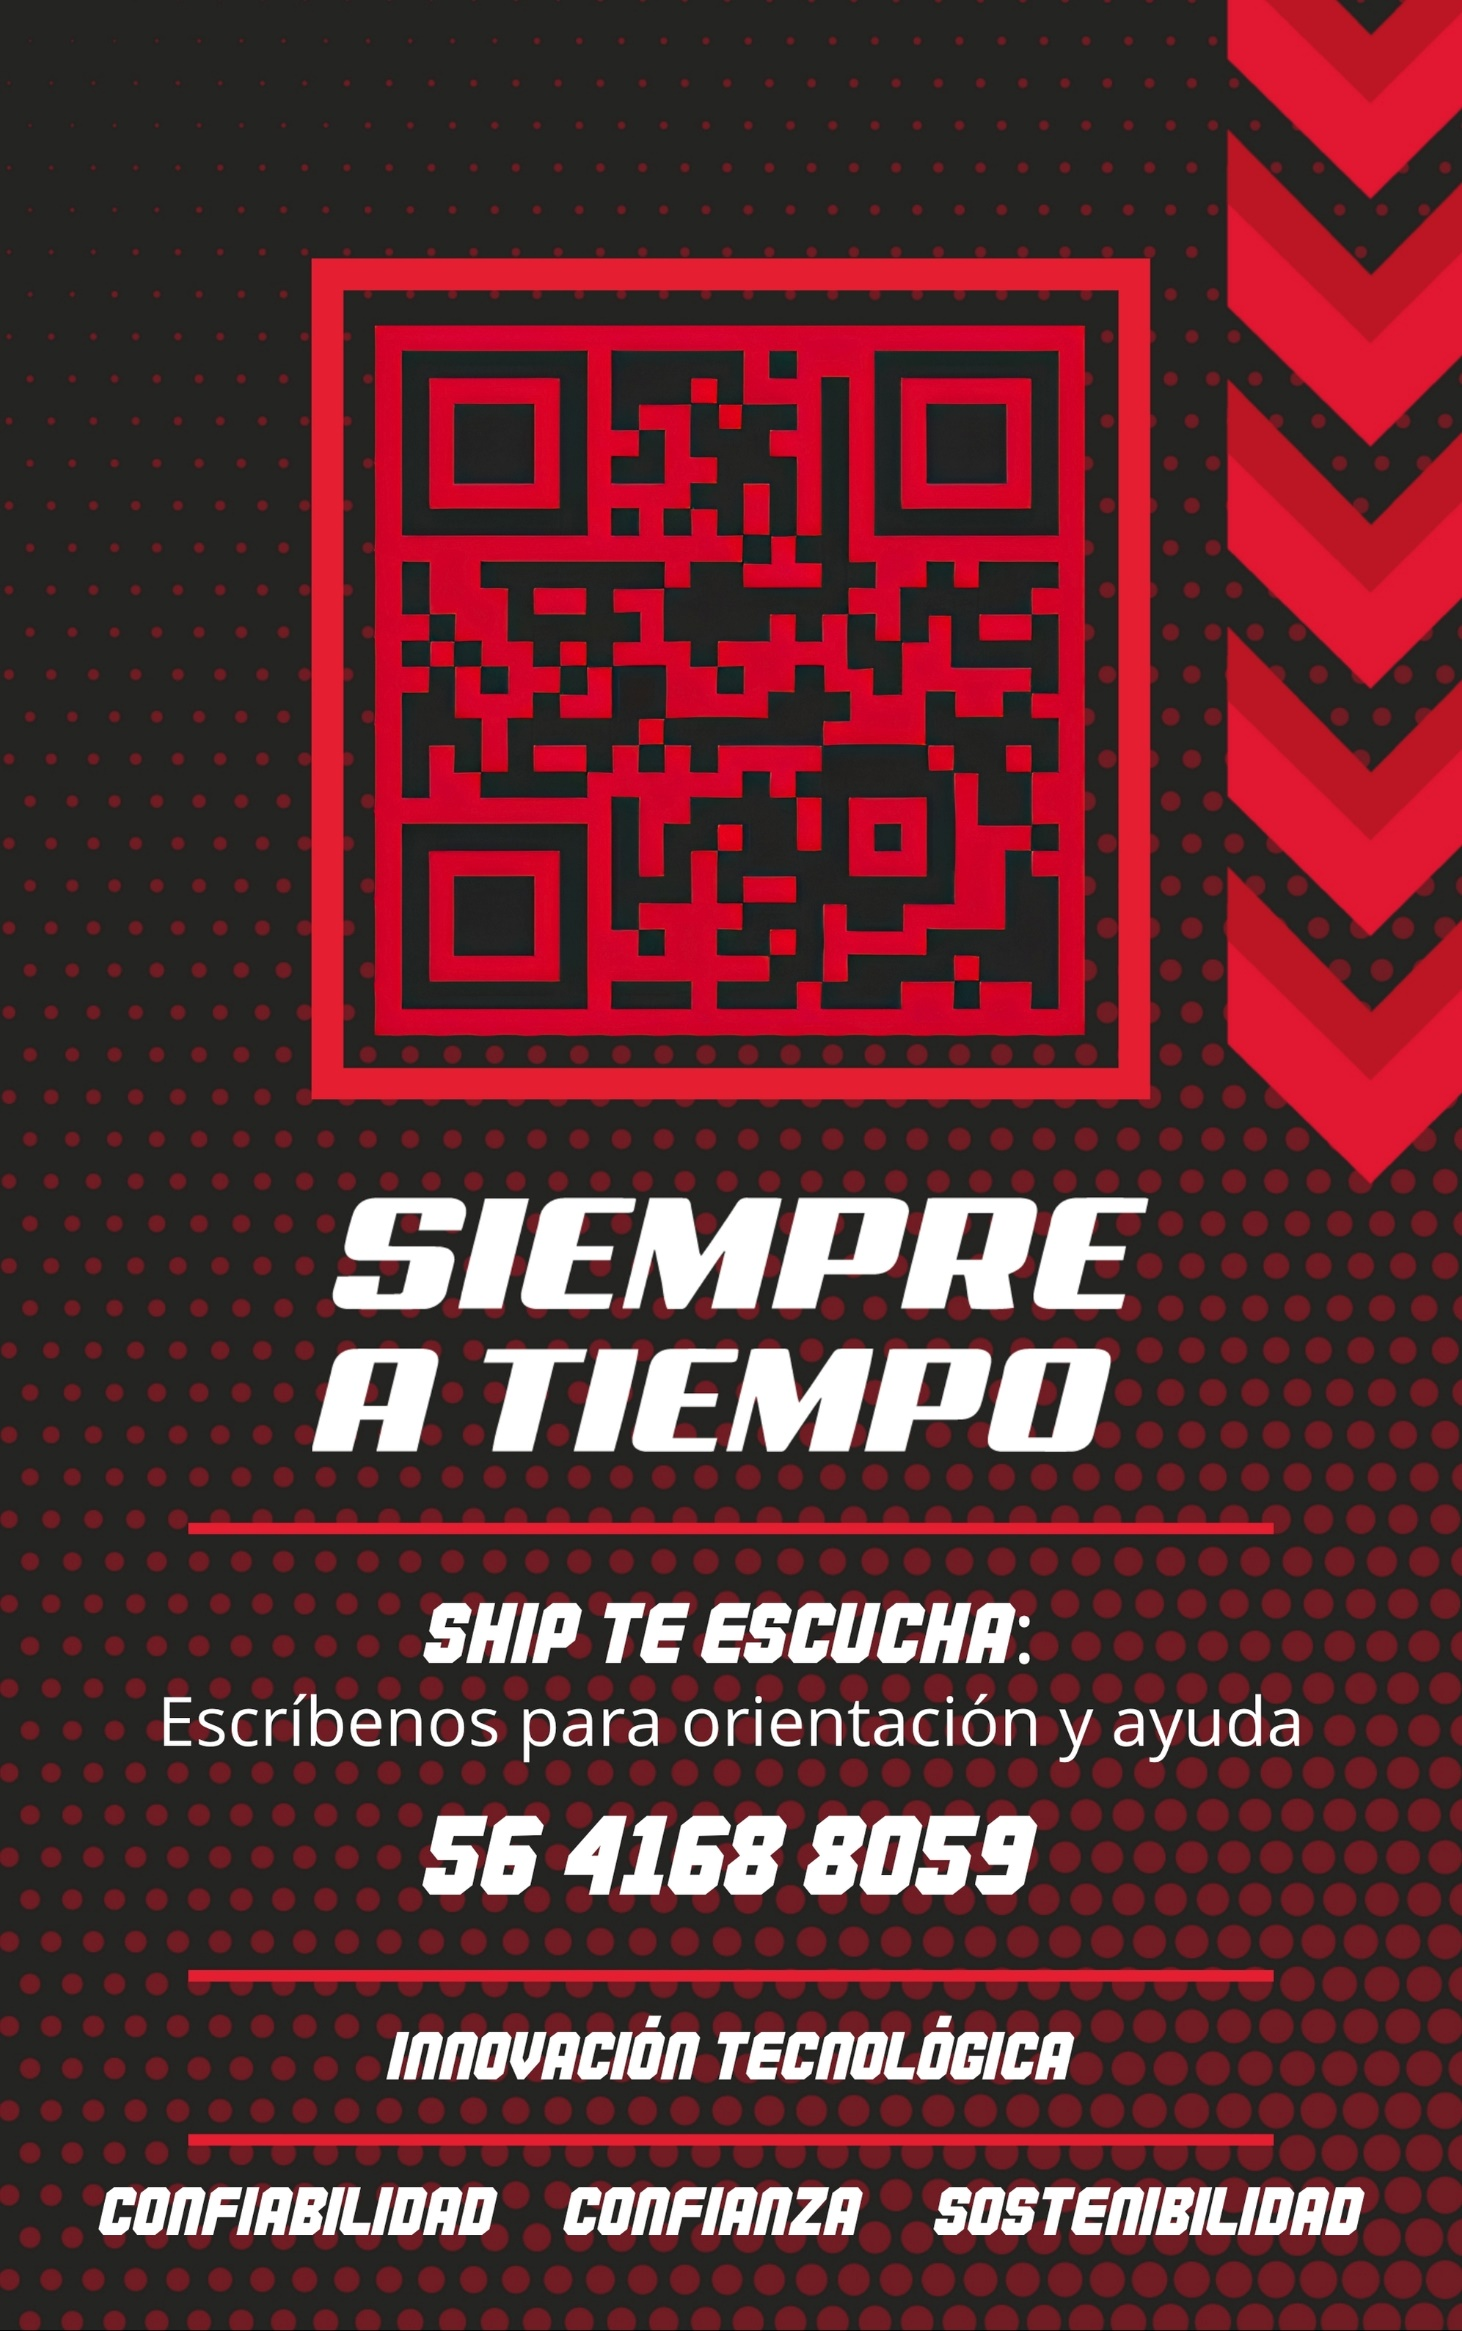 SIEMPRE
A TIEMPO
SHIP TE ESCUCHA:
Escríbenos para orientación y ayuda
56 4168 8059
INNOVACIÓN TECNOLÓGICA
CONFIABILIDAD CONFIANZA SOSTENIBILIDAD